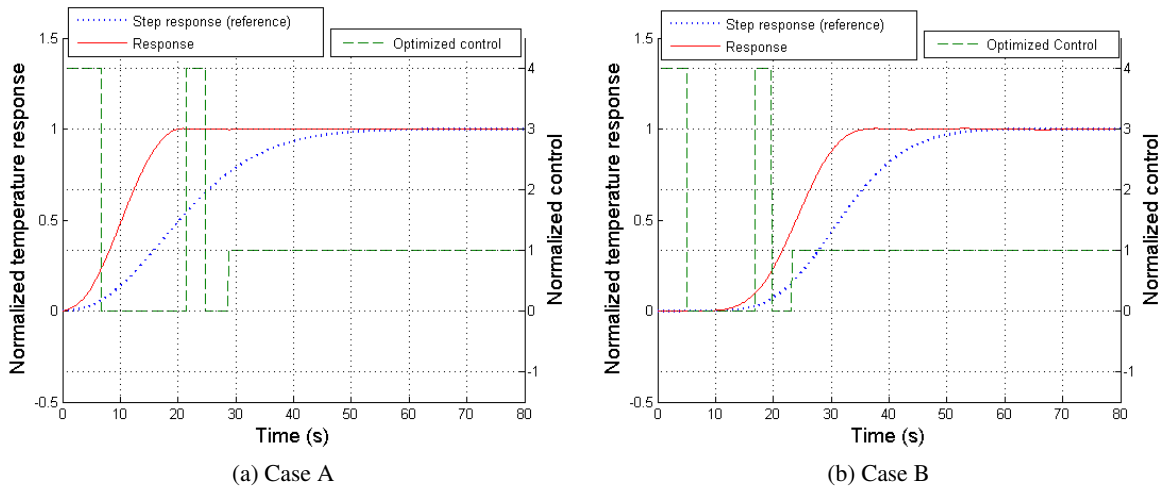 Step response (reference)
Response
Optimized control
1.5
1
0.5
0
-0.5
4
3
2
1
0
-1
0 10 20 30 40 50 60 70 80
Normalized temperature response
Normalized control
Time (s)
(a) Case A
Step response (reference)
Response
Optimized Control
1.5
1
0.5
0
-0.5
4
3
2
1
0
-1
0 10 20 30 40 50 60 70 80
Normalized temperature response
Normalized control
Time (s)
(b) Case B